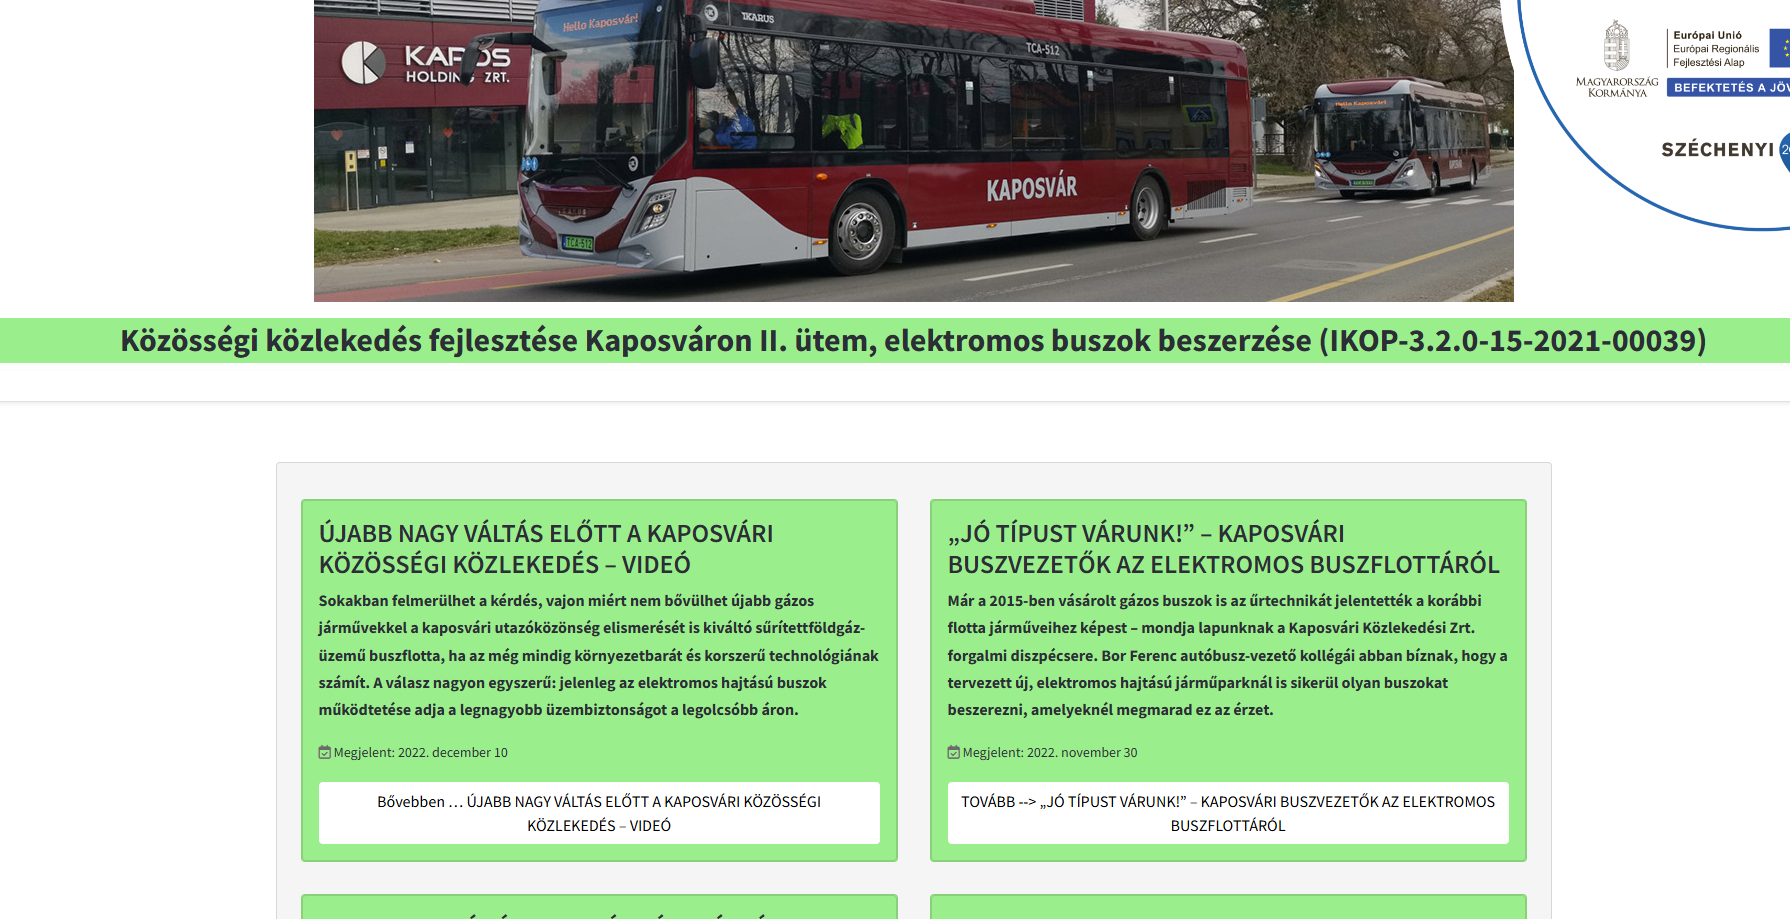 Hello Kaposvár!
IKARUS
TCA-512
KAPOS
HOLDING ZRT.
Hello Kaposvár!
KAPOSVÁR
KAPOSVÁR
IKARUS
TCA-512
Európai Unió
Európai Regionális
Fejlesztési Alap
MAGYARORSZÁG
KORMÁNYA
BEFEKTETÉS A
SZÉCHENYI
Közösségi közlekedés fejlesztése Kaposváron II. ütem, elektromos buszok beszerzése (IKOP-3.2.0-15-2021-00039)
ÚJABB NAGY VÁLTÁS ELŐTT A KAPOSVÁRI
KÖZÖSSÉGI KÖZLEKEDÉS – VIDEÓ
Sokakban felmerülhet a kérdés, vajon miért nem bővülhet újabb gázos
járművekkel a kaposvári utazóközönség elismerését is kiváltó sűrítettföldgáz-
üzemű buszflotta, ha az még mindig környezetbarát és korszerű technológiának
számít. A válasz nagyon egyszerű: jelenleg az elektromos hajtású buszok
működtetése adja a legnagyobb üzembiztonságot a legolcsóbb áron.
Megjelent: 2022. december 10
Bővebben … ÚJABB NAGY VÁLTÁS ELŐTT A KAPOSVÁRI KÖZÖSSÉGI
KÖZLEKEDÉS – VIDEÓ
„JÓ TÍPUST VÁRUNK!” – KAPOSVÁRI
BUSZVEZETŐK AZ ELEKTROMOS BUSZFLOTTÁRÓL
Már a 2015-ben vásárolt gázos buszok is az űrtechnikát jelentették a korábbi
flotta járműveihez képest – mondja lapunknak a Kaposvári Közlekedési Zrt.
forgalmi diszpécsere. Bor Ferenc autóbusz-vezető kollégái abban bíznak, hogy a
tervezett új, elektromos hajtású járműparknál is sikerül olyan buszokat
beszerezni, amelyeknél megmarad ez az érzet.
Megjelent: 2022. november 30
TOVÁBB --> „JÓ TÍPUST VÁRUNK!” – KAPOSVÁRI BUSZVEZETŐK AZ ELEKTROMOS
BUSZFLOTTÁRÓL